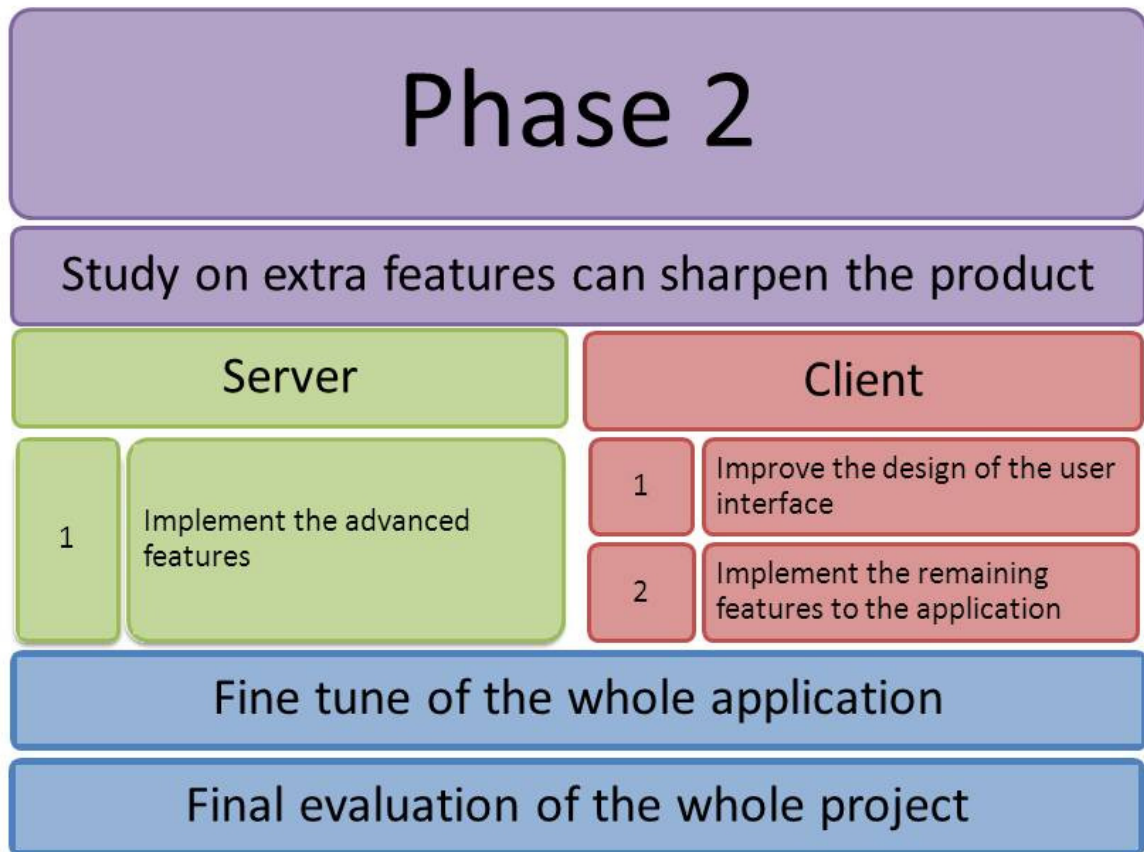 Phase 2
Study on extra features can sharpen the product
Server
Client
1
Implement the advanced
features
1
Improve the design of the user
interface
2
Implement the remaining
features to the application
Fine tune of the whole application
Final evaluation of the whole project